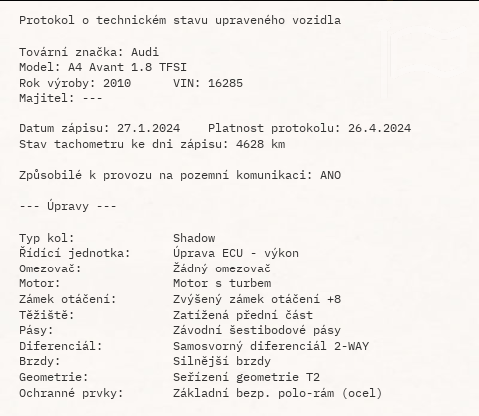 Protokol o technickém stavu upraveného vozidla
Tovární značka: Audi
Model: A4 Avant 1.8 TFSI
Rok výroby: 2010 VIN: 16285
Majitel: ---
Datum zápisu: 27.1.2024 Platnost protokolu: 26.4.2024
Stav tachometru ke dni zápisu: 4628 km
Způsobilé k provozu na pozemní komunikaci: ANO
--- Úpravy ---
Typ kol: Shadow
Řídící jednotka: Úprava ECU - výkon
Omezovač: Žádný omezovač
Motor: Motor s turbem
Zámek otáčení: Zvýšený zámek otáčení +8
Těžiště: Zatížená přední část
Pásy: Závodní šestibodové pásy
Diferenciál: Samosvorný diferenciál 2-WAY
Brzdy: Silnější brzdy
Geometrie: Seřízení geometrie T2
Ochranné prvky: Základní bezp. polo-rám (ocel)